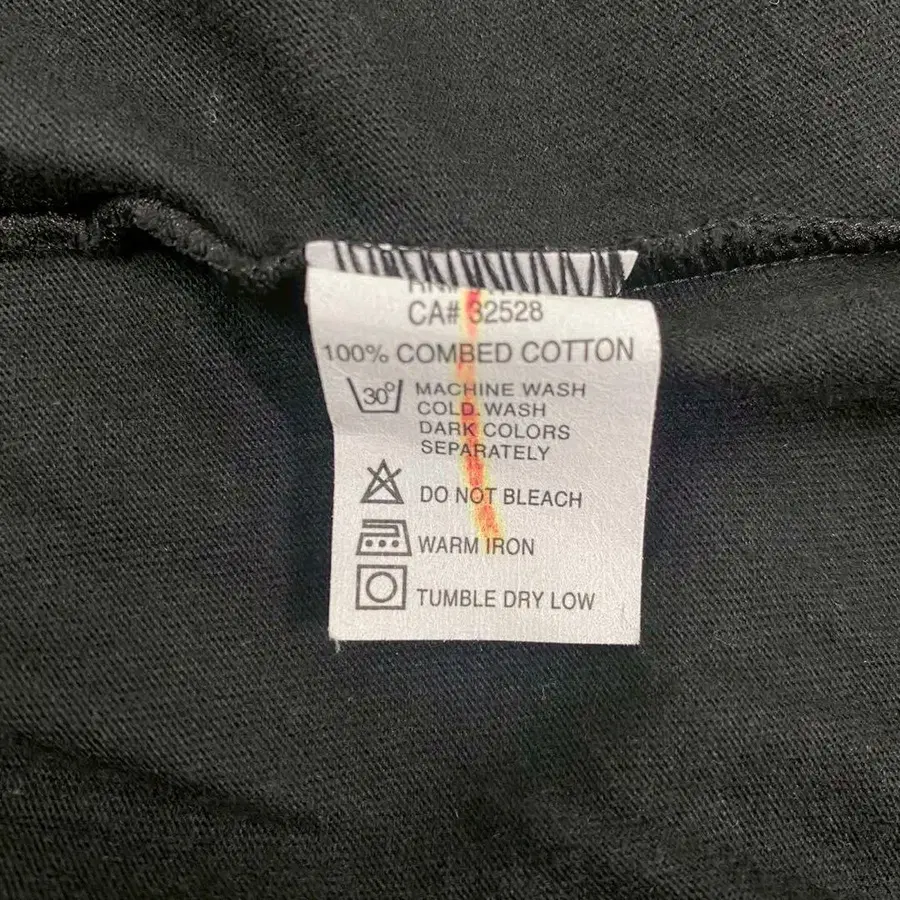 CA# 32528
100% COMBED COTTON
30° MACHINE WASH
COLD. WASH
DARK COLORS
SEPARATELY
DO NOT BLEACH
WARM IRON
TUMBLE DRY LOW